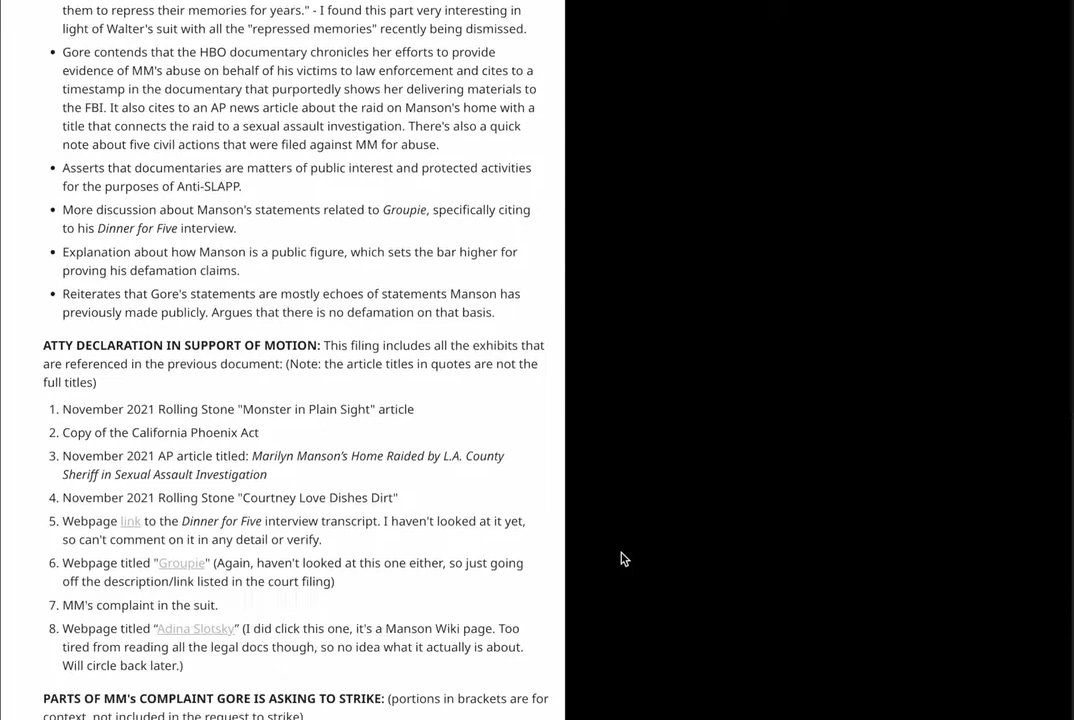 them to repress their memories for years." - I found this part very interesting in
light of Walter's suit with all the "repressed memories" recently being dismissed.
• Gore contends that the HBO documentary chronicles her efforts to provide
evidence of MM's abuse on behalf of his victims to law enforcement and cites to a
timestamp in the documentary that purportedly shows her delivering materials to
the FBI. It also cites to an AP news article about the raid on Manson's home with a
title that connects the raid to a sexual assault investigation. There's also a quick
note about five civil actions that were filed against MM for abuse.
• Asserts that documentaries are matters of public interest and protected activities
for the purposes of Anti-SLAPP.
• More discussion about Manson's statements related to Groupie, specifically citing
to his Dinner for Five interview.
• Explanation about how Manson is a public figure, which sets the bar higher for
proving his defamation claims.
• Reiterates that Gore's statements are mostly echoes of statements Manson has
previously made publicly. Argues that there is no defamation on that basis.
ATTY DECLARATION IN SUPPORT OF MOTION: This filing includes all the exhibits that
are referenced in the previous document: (Note: the article titles in quotes are not the
full titles)
1. November 2021 Rolling Stone "Monster in Plain Sight" article
2. Copy of the California Phoenix Act
3. November 2021 AP article titled: Marilyn Manson’s Home Raided by L.A. County
Sheriff in Sexual Assault Investigation
4. November 2021 Rolling Stone "Courtney Love Dishes Dirt"
5. Webpage link to the Dinner for Five interview transcript. I haven't looked at it yet,
so can't comment on it in any detail or verify.
6. Webpage titled "Groupie" (Again, haven't looked at this one either, so just going
off the description/link listed in the court filing)
7. MM's complaint in the suit.
8. Webpage titled “Adina Slotsky” (I did click this one, it's a Manson Wiki page. Too
tired from reading all the legal docs though, so no idea what it actually is about.
Will circle back later.)
PARTS OF MM's COMPLAINT GORE IS ASKING TO STRIKE: (portions in brackets are for
context, not included in the request to strike)